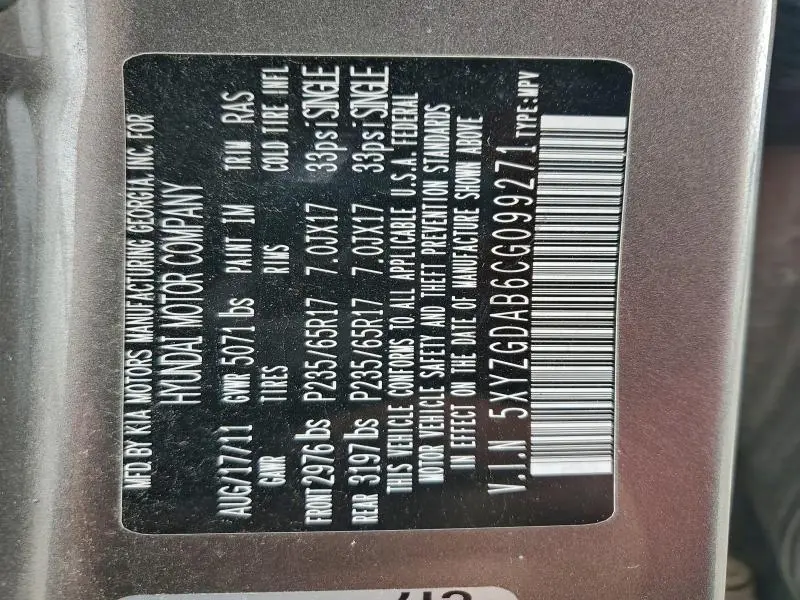 MFD. BY KIA MOTORS MANUFACTURING GEORGIA, INC. FOR
HYUNDAI MOTOR COMPANY
AUG/17/11 GVWR 5071 lbs PAINT IM TRIM RAS
GAWR TIRES RIMS COLD TIRE INFL
FRONT 2976 lbs P235/65R17 7.0JX17 33psi SINGLE
REAR 3197 lbs P235/65R17 7.0JX17 33psi SINGLE
THIS VEHICLE CONFORMS TO ALL APPLICABLE U.S.A. FEDERAL
MOTOR VEHICLE SAFETY AND THEFT PREVENTION STANDARDS
IN EFFECT ON THE DATE OF MANUFACTURE SHOWN ABOVE
V.I.N 5XYZGDAB6CG099271 TYPE:MPV